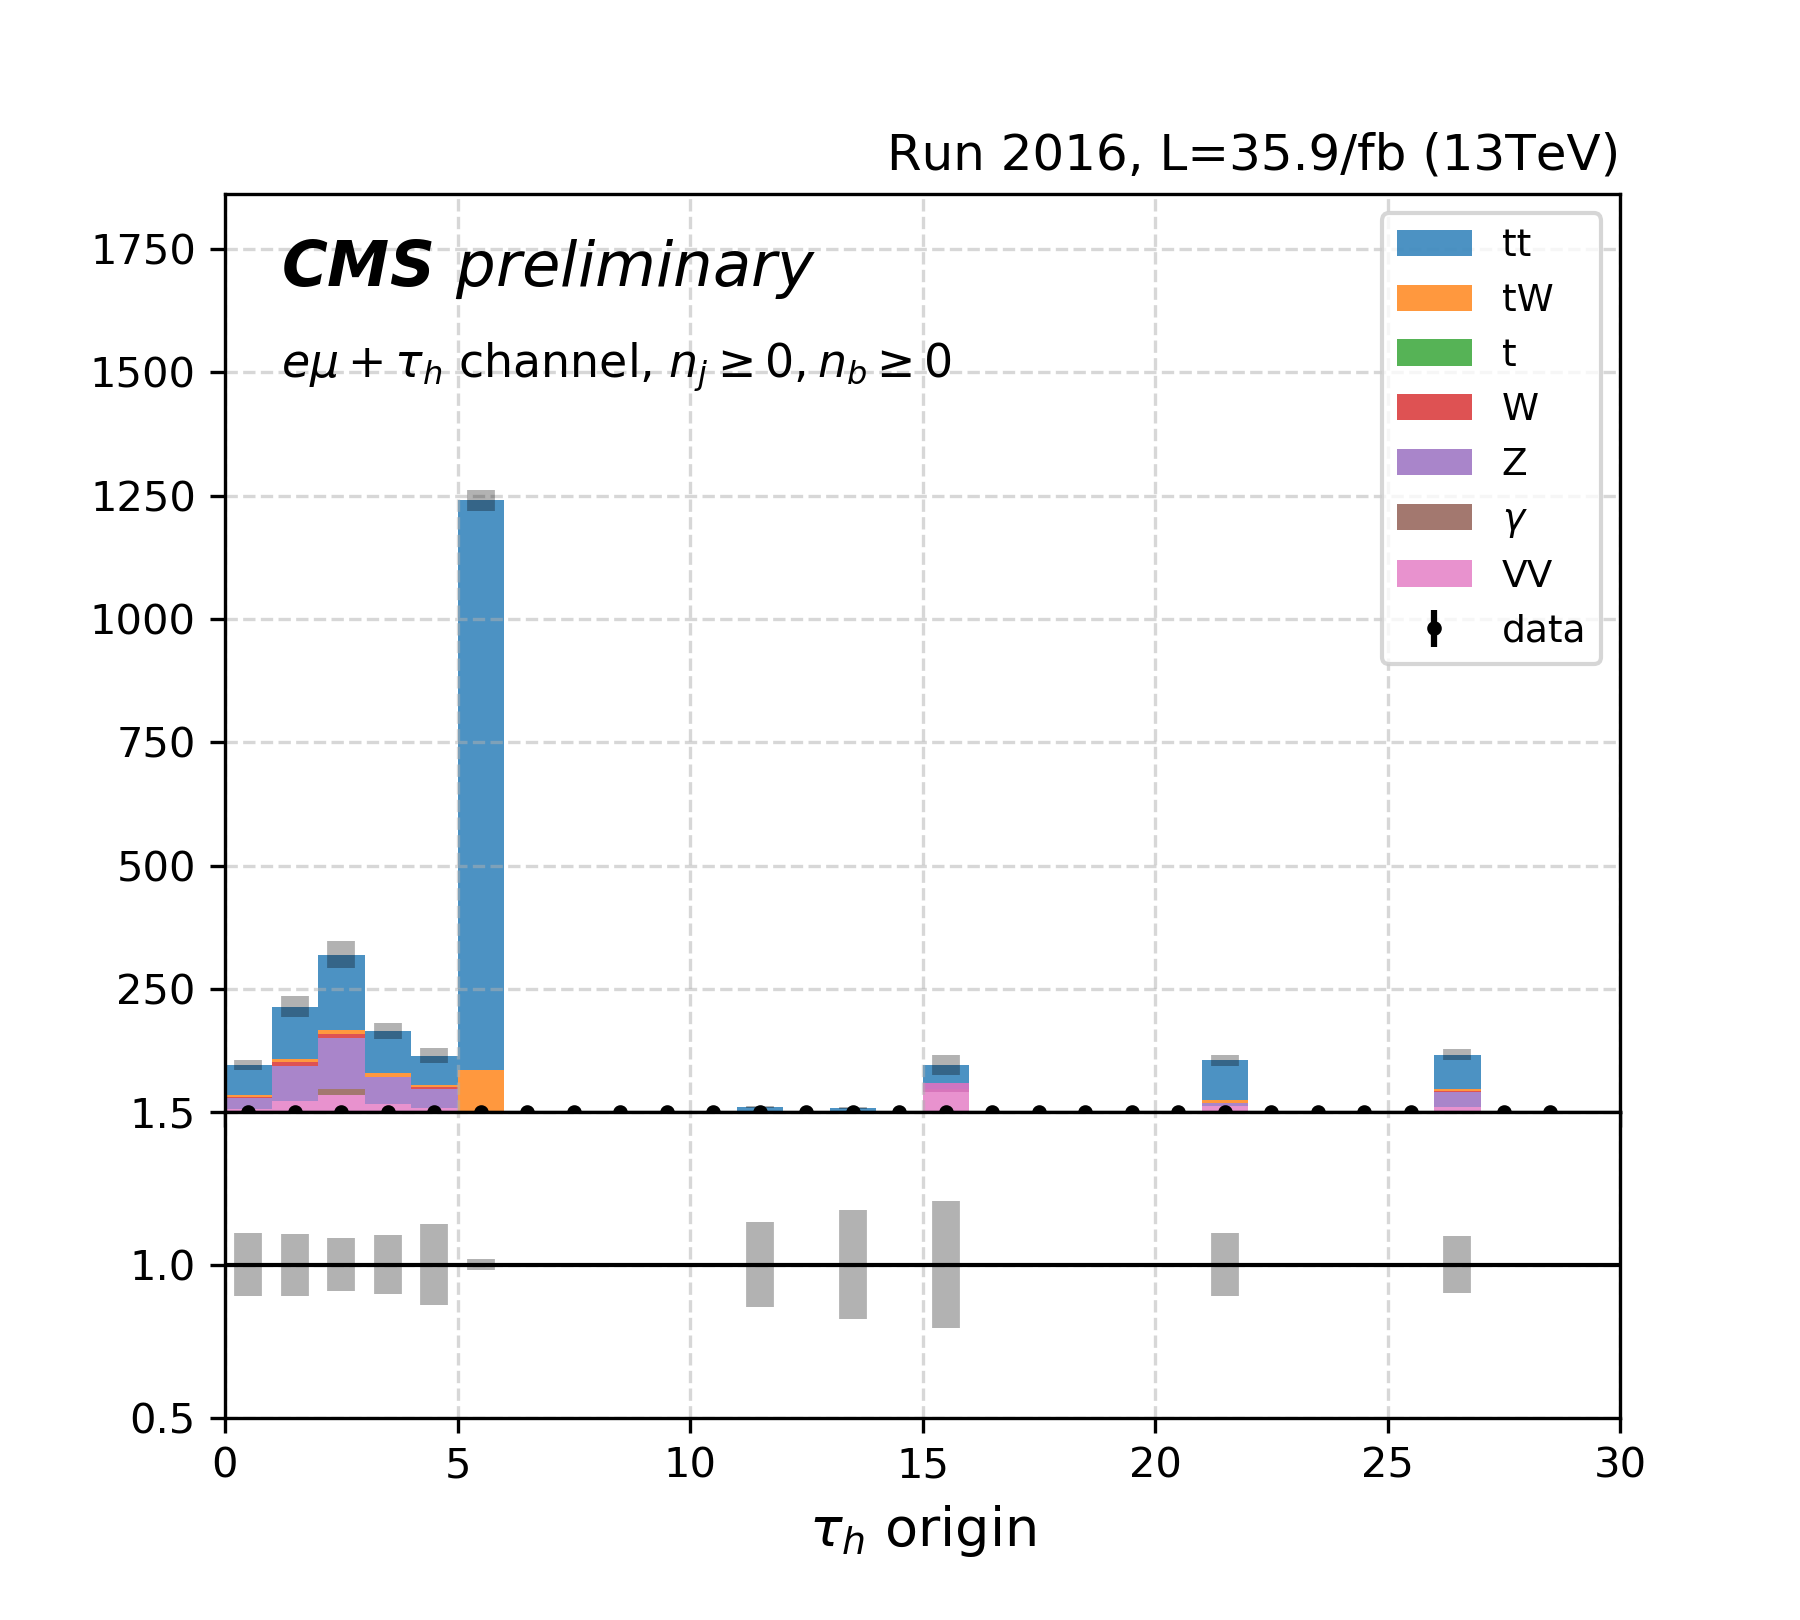 Run 2016, L=35.9/fb (13TeV)
CMS preliminary
eμ + τh channel, nj ≥ 0, nb ≥ 0
tt
tW
t
W
Z
γ
VV
data
1750
1500
1250
1000
750
500
250
1.5
1.0
0.5
0 5 10 15 20 25 30
τh origin